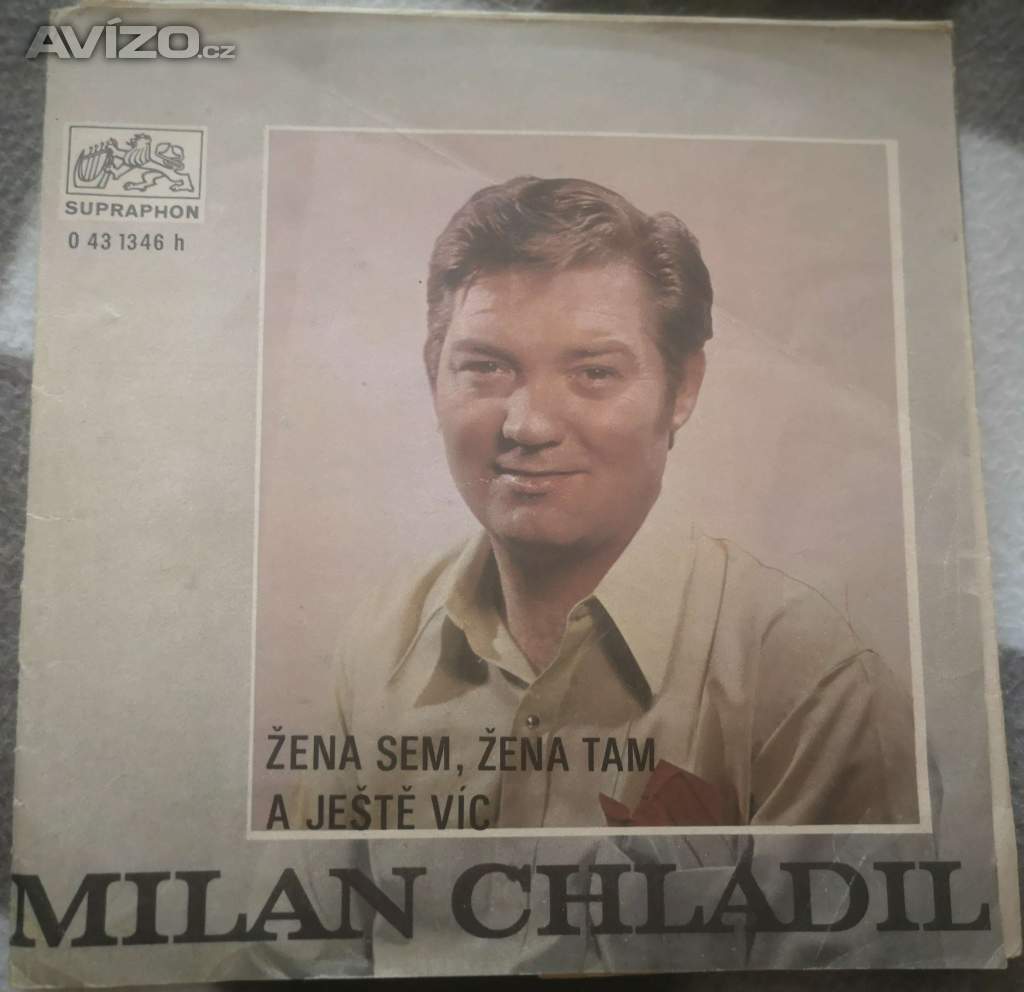 AVÍZO.cz
SUPRAPHON
0 43 1346 h
ŽENA SEM, ŽENA TAM
A JEŠTĚ VÍC
MILAN CHLADIL